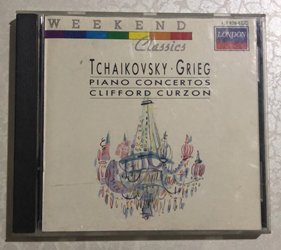 WEEKEND
Classics
LONDON
TCHAIKOVSKY · GRIEG
PIANO CONCERTOS
CLIFFORD CURZON